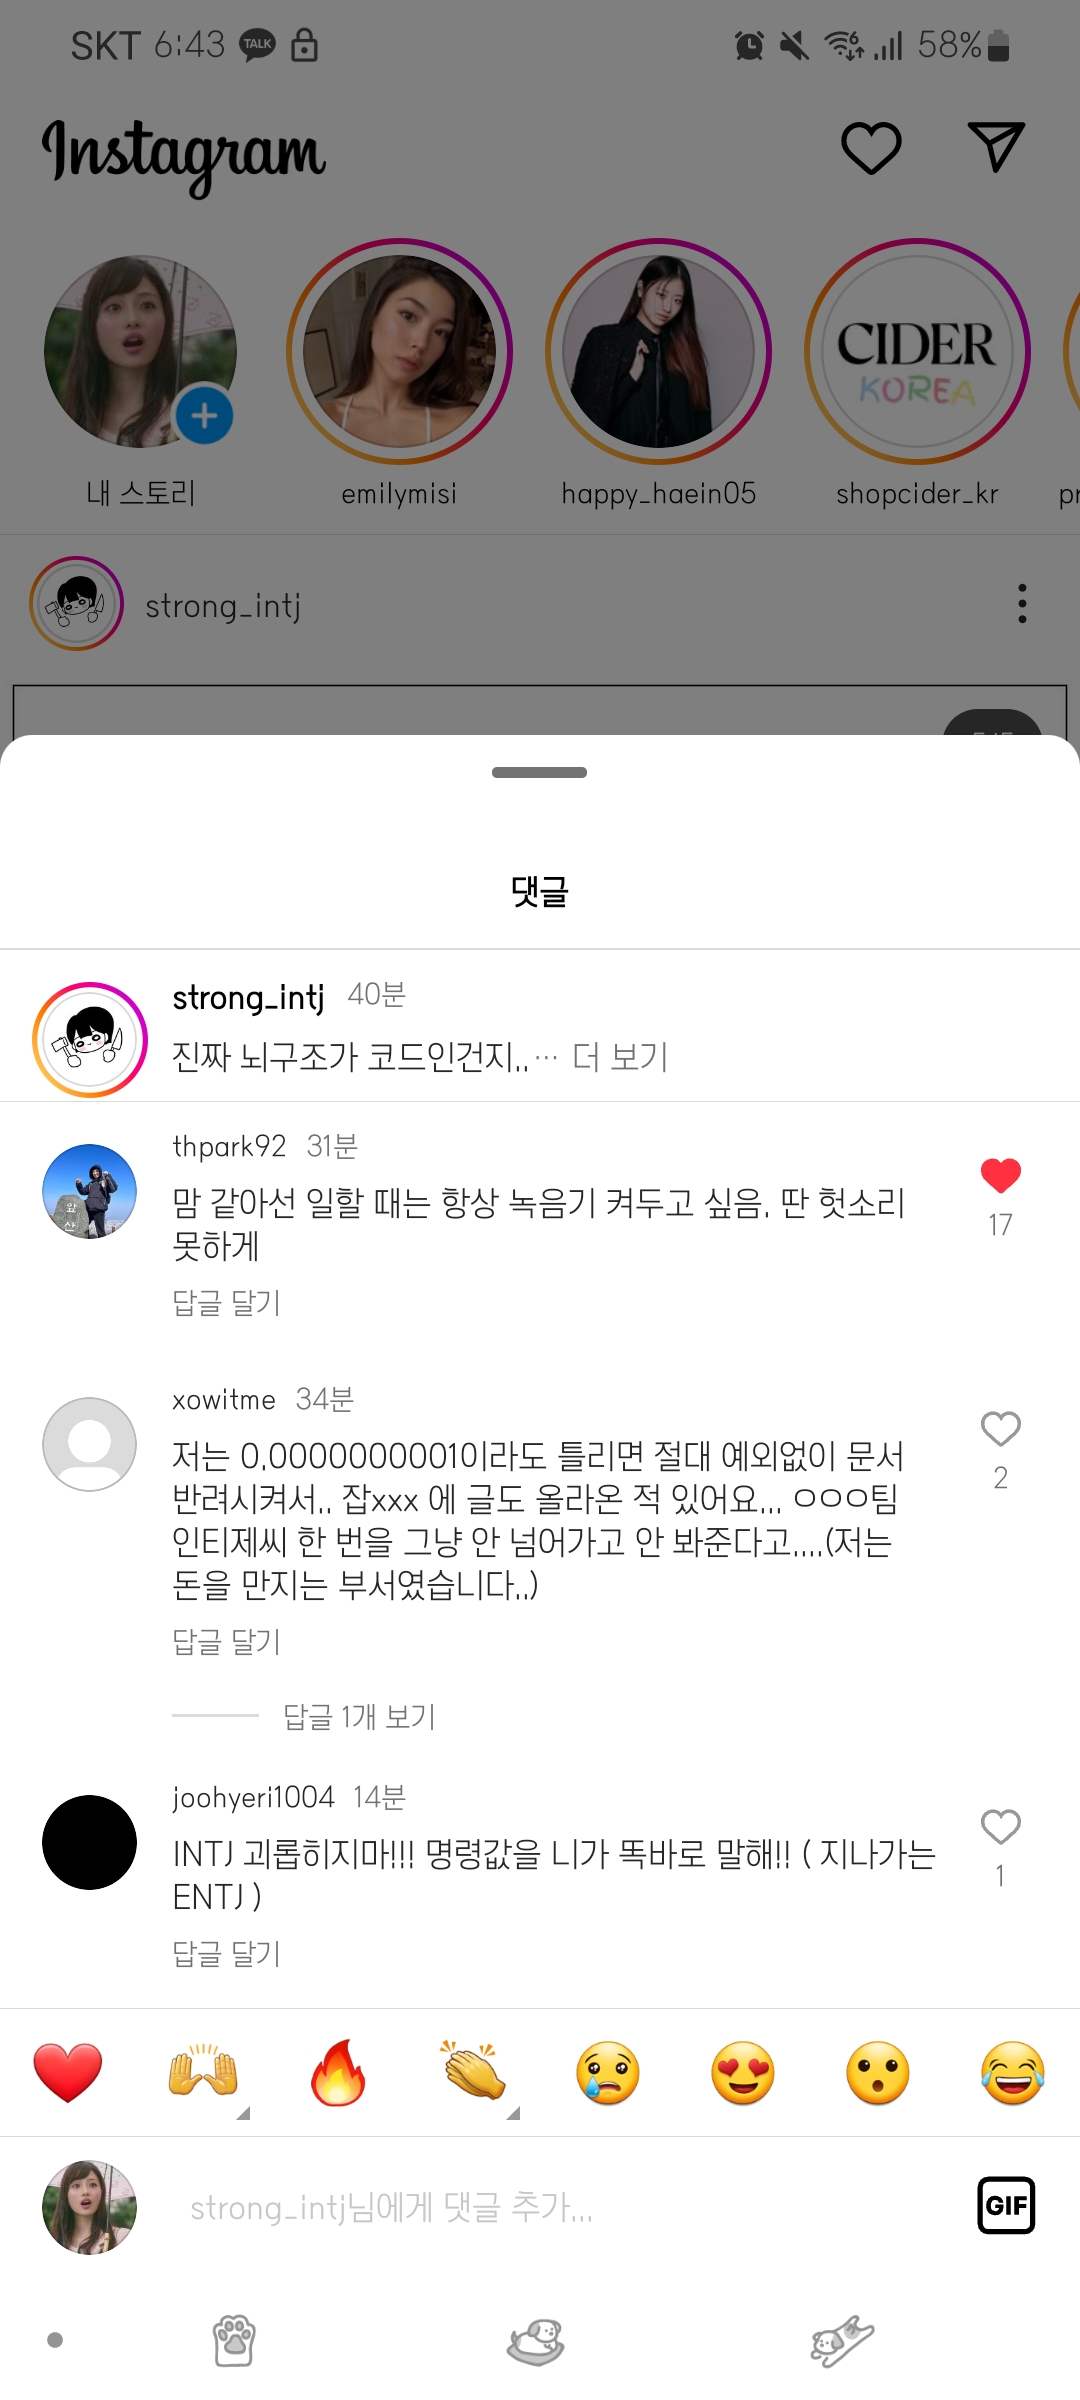 SKT 6:43 TALK 58%
Instagram
CIDER
KOREA
내 스토리 emilymisi happy_haein05 shopcider_kr pr
strong_intj
댓글
strong_intj 40분
진짜 뇌구조가 코드인건지..… 더 보기
thpark92 31분
맘 같아선 일할 때는 항상 녹음기 켜두고 싶음. 딴 헛소리
못하게
17
답글 달기
xowitme 34분
저는 0.00000000001이라도 틀리면 절대 예외없이 문서
반려시켜서.. 잡xxx 에 글도 올라온 적 있어요... ㅇㅇㅇ팀
인티제씨 한 번을 그냥 안 넘어가고 안 봐준다고....(저는
돈을 만지는 부서였습니다..)
2
답글 달기
답글 1개 보기
joohyeri1004 14분
INTJ 괴롭히지마!!! 명령값을 니가 똑바로 말해!! ( 지나가는
ENTJ )
1
답글 달기
strong_intj님에게 댓글 추가...
GIF